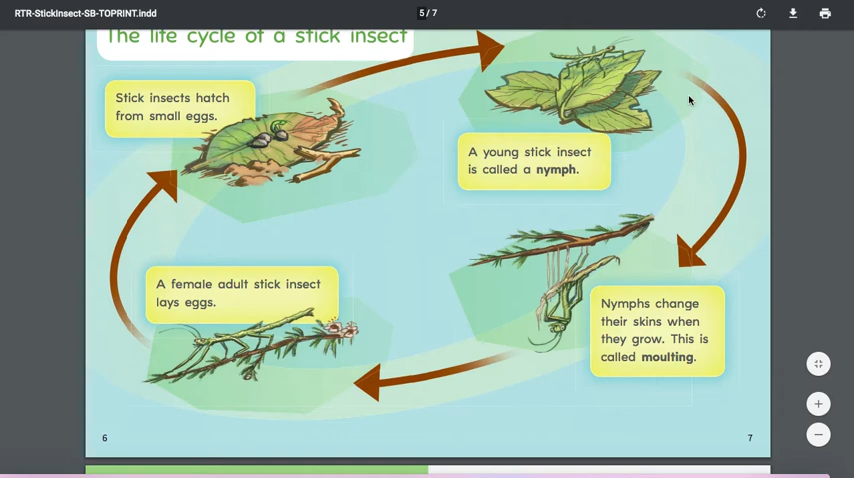 RTR-StickInsect-SB-TOPRINT.indd
5 / 7
The life cycle of a stick insect
Stick insects hatch
from small eggs.
A young stick insect
is called a nymph.
Nymphs change
their skins when
they grow. This is
called moulting.
A female adult stick insect
lays eggs.
6
7